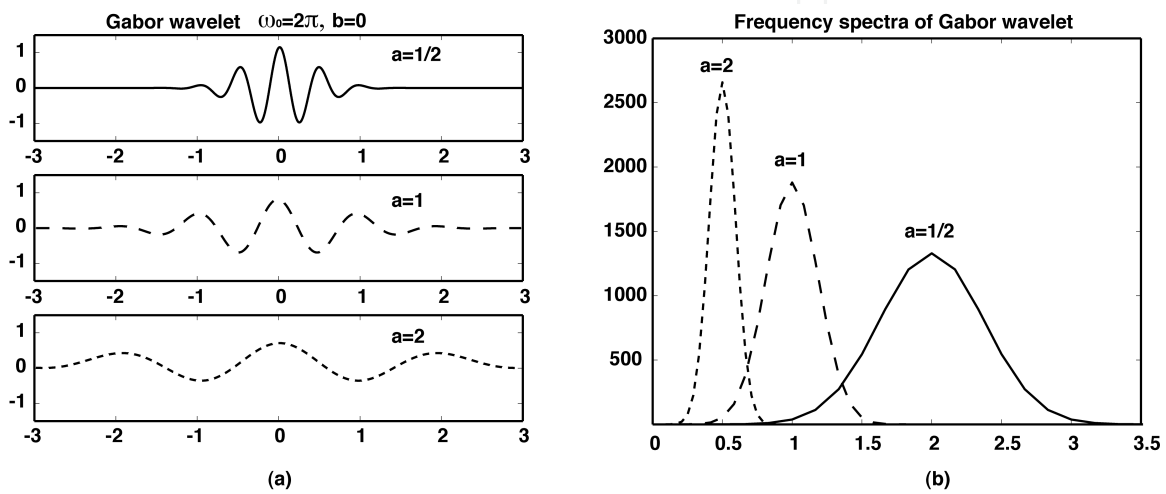 Gabor wavelet ω₀=2π, b=0
1
0
-1
a=1/2
-3 -2 -1 0 1 2 3
1
0
-1
a=1
-3 -2 -1 0 1 2 3
1
0
-1
a=2
-3 -2 -1 0 1 2 3
(a)
Frequency spectra of Gabor wavelet
3000
2500
2000
1500
1000
500
a=2
a=1
a=1/2
0 0.5 1 1.5 2 2.5 3 3.5
(b)